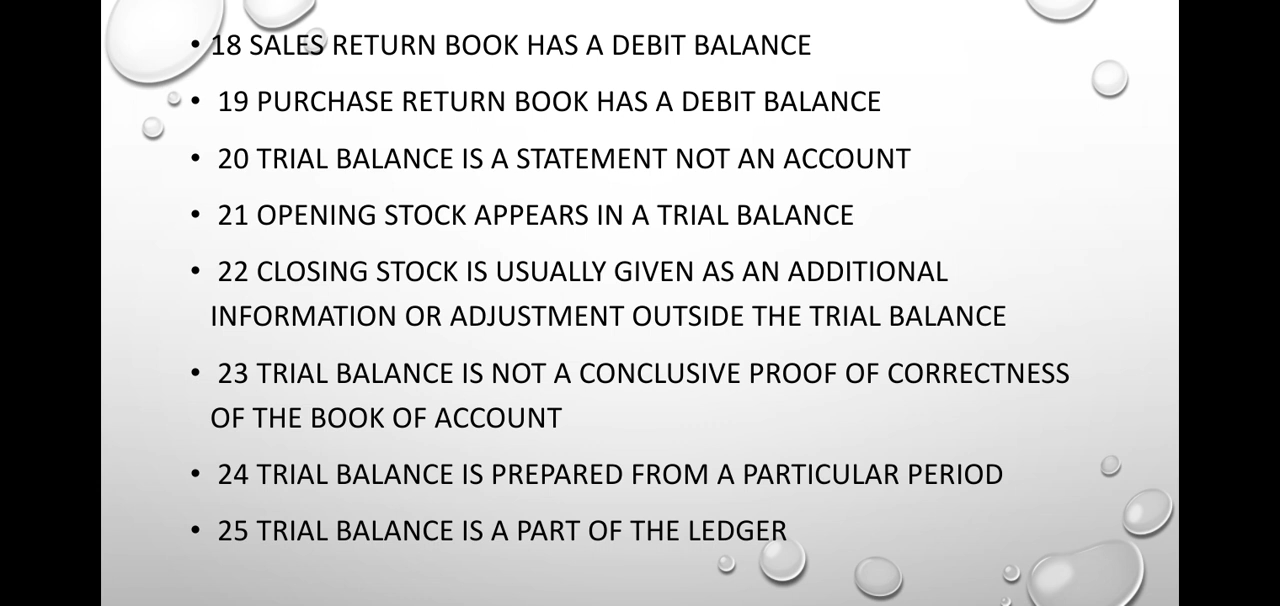 • 18 SALES RETURN BOOK HAS A DEBIT BALANCE
• 19 PURCHASE RETURN BOOK HAS A DEBIT BALANCE
• 20 TRIAL BALANCE IS A STATEMENT NOT AN ACCOUNT
• 21 OPENING STOCK APPEARS IN A TRIAL BALANCE
• 22 CLOSING STOCK IS USUALLY GIVEN AS AN ADDITIONAL
INFORMATION OR ADJUSTMENT OUTSIDE THE TRIAL BALANCE
• 23 TRIAL BALANCE IS NOT A CONCLUSIVE PROOF OF CORRECTNESS
OF THE BOOK OF ACCOUNT
• 24 TRIAL BALANCE IS PREPARED FROM A PARTICULAR PERIOD
• 25 TRIAL BALANCE IS A PART OF THE LEDGER